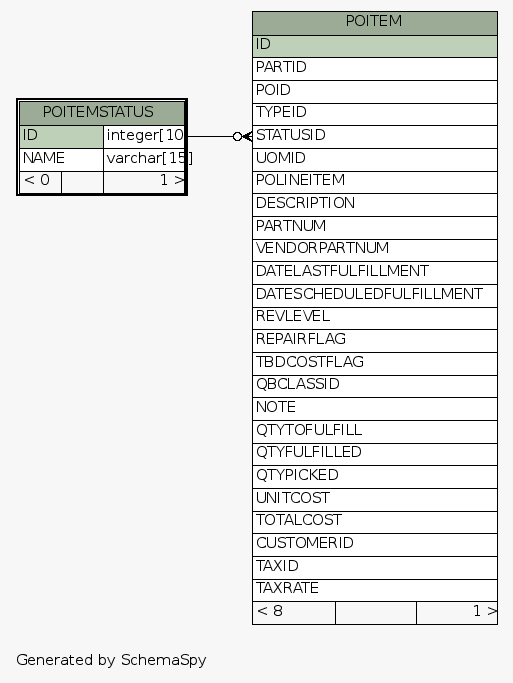 POITEMSTATUS
ID integer[10
NAME varchar[15]
< 0 1 >
POITEM
ID
PARTID
POID
TYPEID
STATUSID
UOMID
POLINEITEM
DESCRIPTION
PARTNUM
VENDORPARTNUM
DATELASTFULFILLMENT
DATESCHEDULEDFULFILLMENT
REVLEVEL
REPAIRFLAG
TBDCOSTFLAG
QBCLASSID
NOTE
QTYTOFULFILL
QTYFULFILLED
QTYPICKED
UNITCOST
TOTALCOST
CUSTOMERID
TAXID
TAXRATE
< 8 1 >
Generated by SchemaSpy